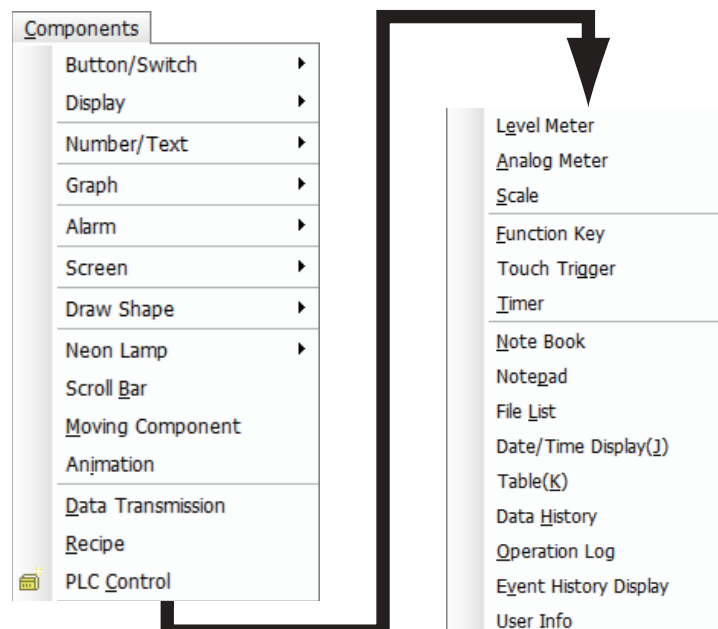 Components
Button/Switch
Display
Number/Text
Graph
Alarm
Screen
Draw Shape
Neon Lamp
Scroll Bar
Moving Component
Animation
Data Transmission
Recipe
PLC Control
Level Meter
Analog Meter
Scale
Function Key
Touch Trigger
Timer
Note Book
Notepad
File List
Date/Time Display(J)
Table(K)
Data History
Operation Log
Event History Display
User Info